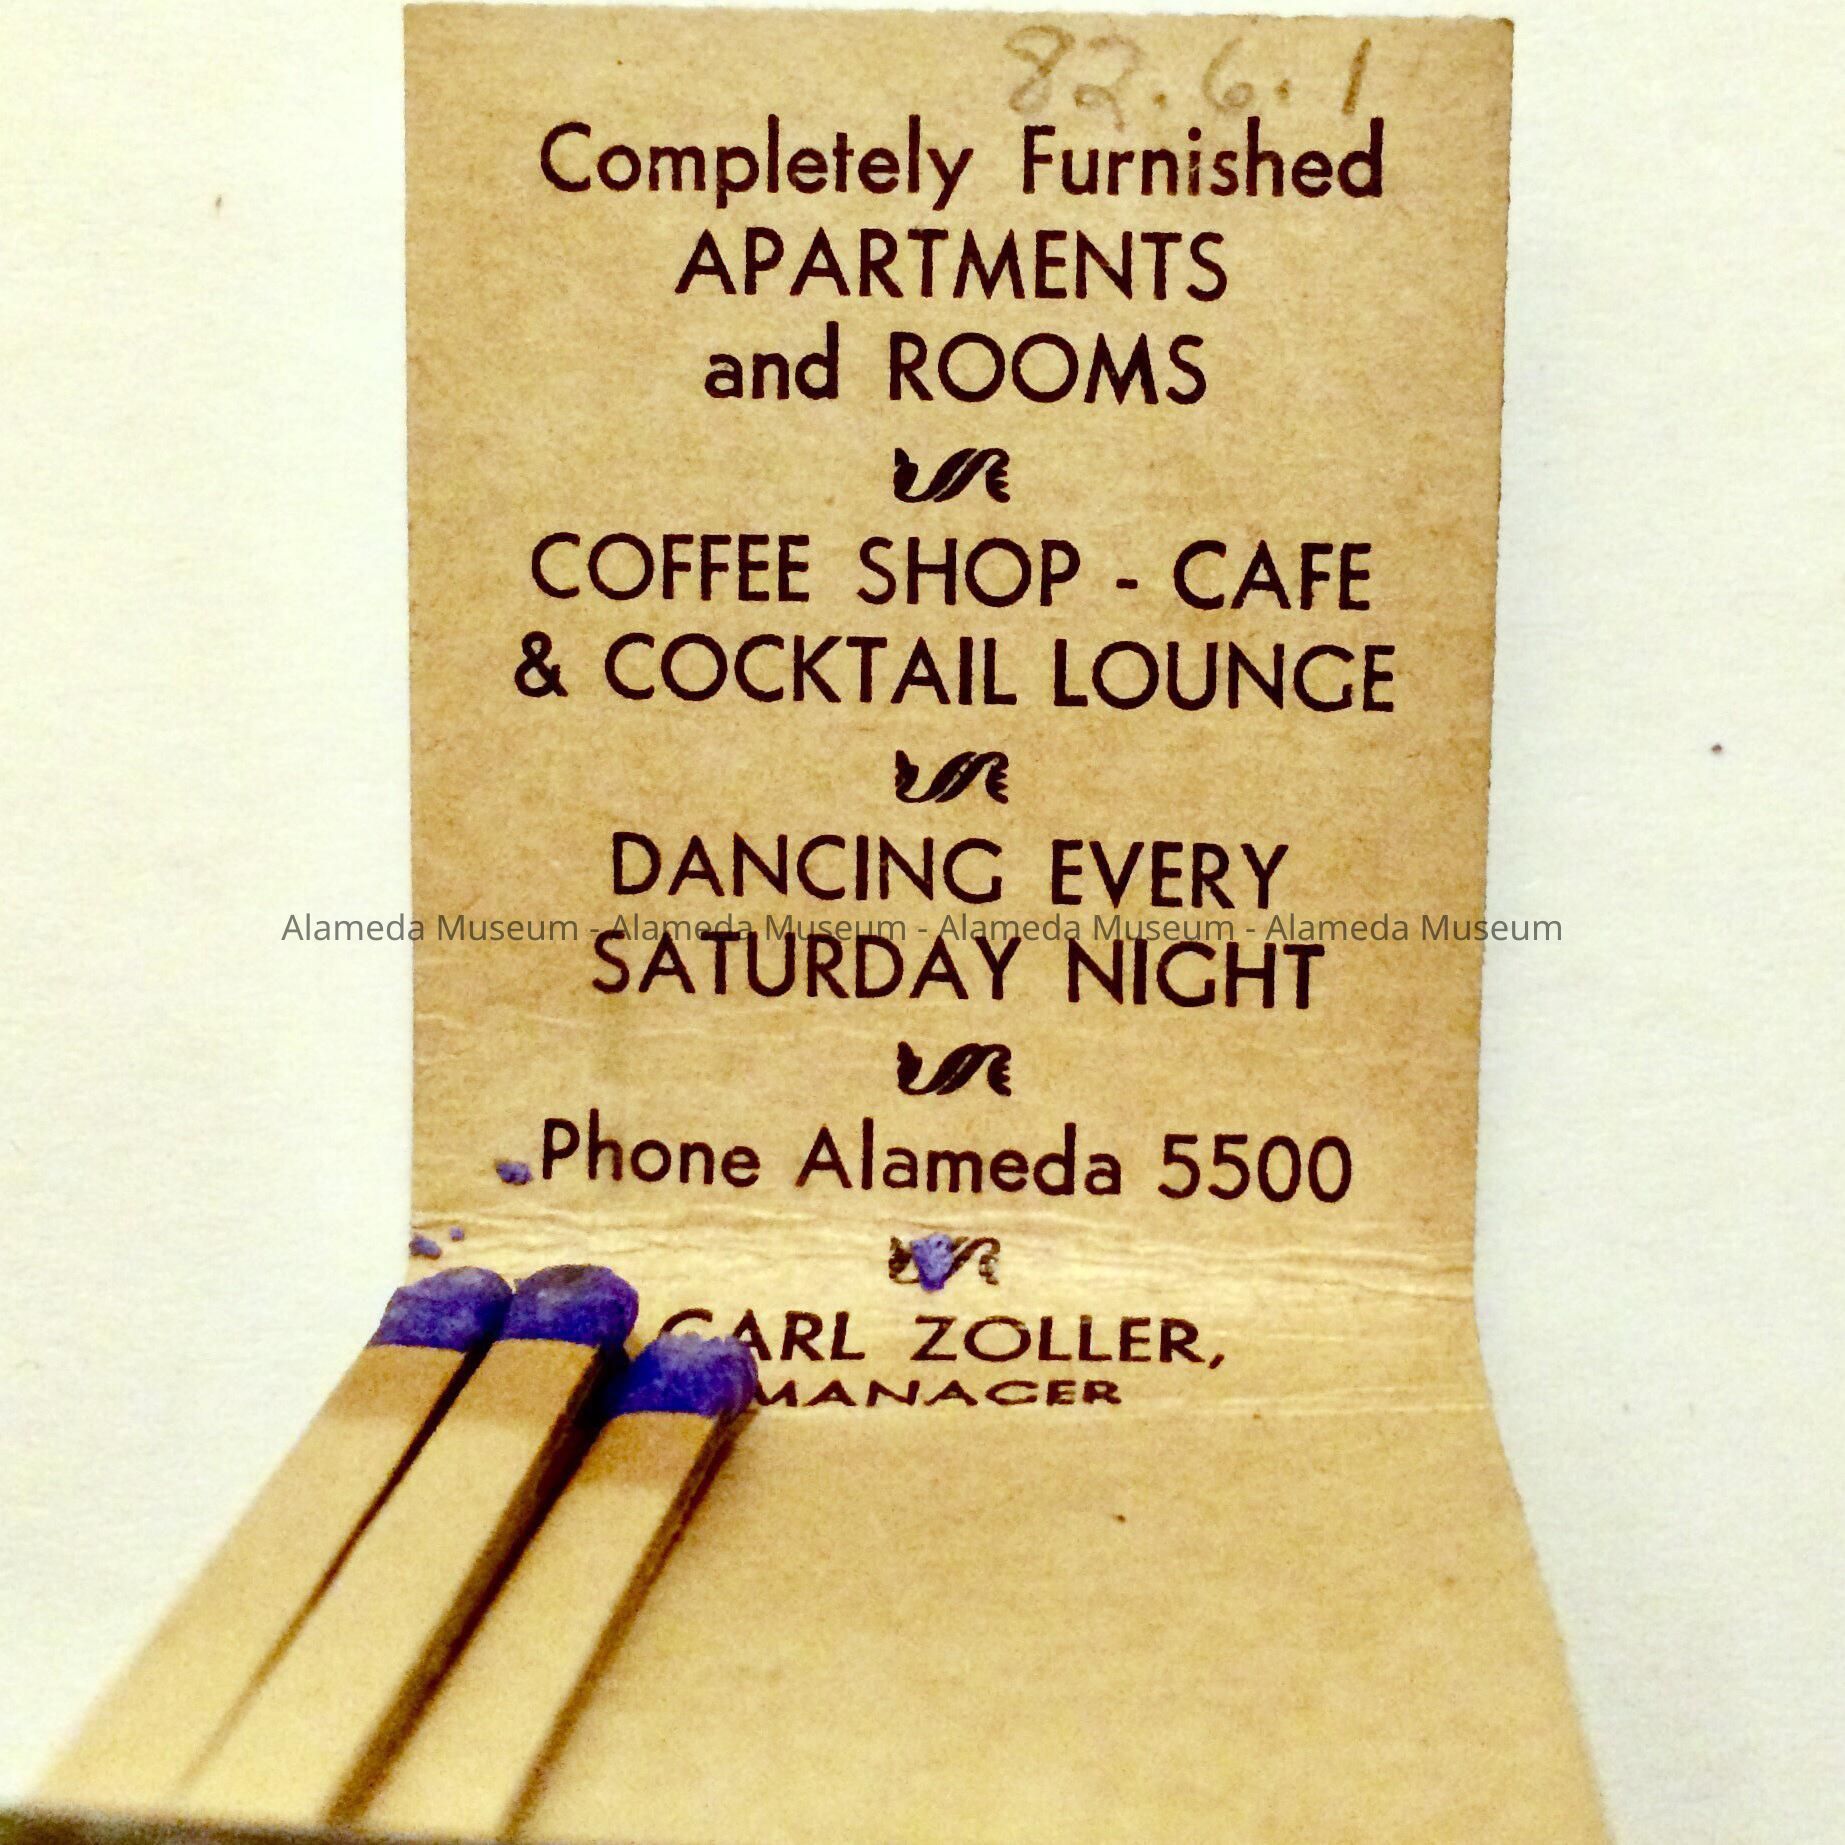 82.6.1
Completely Furnished
APARTMENTS
and ROOMS
COFFEE SHOP - CAFE
& COCKTAIL LOUNGE
DANCING EVERY
Alameda Museum - Alameda Museum - Alameda Museum - Alameda Museum
SATURDAY NIGHT
Phone Alameda 5500
CARL ZOLLER,
MANAGER